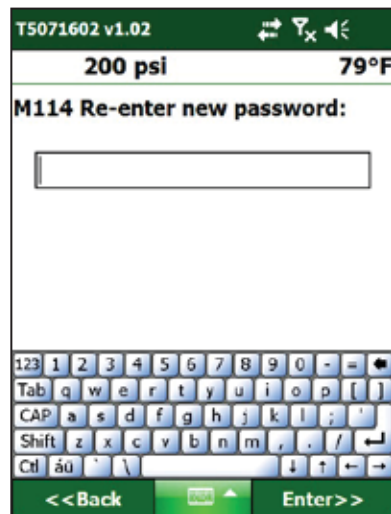 T5071602 v1.02
200 psi 79°F
M114 Re-enter new password:
123 1 2 3 4 5 6 7 8 9 0 - =
Tab q w e r t y u i o p [ ]
CAP a s d f g h j k l ; '
Shift z x c v b n m , . /
Ctl áü ` \
<<Back Enter>>